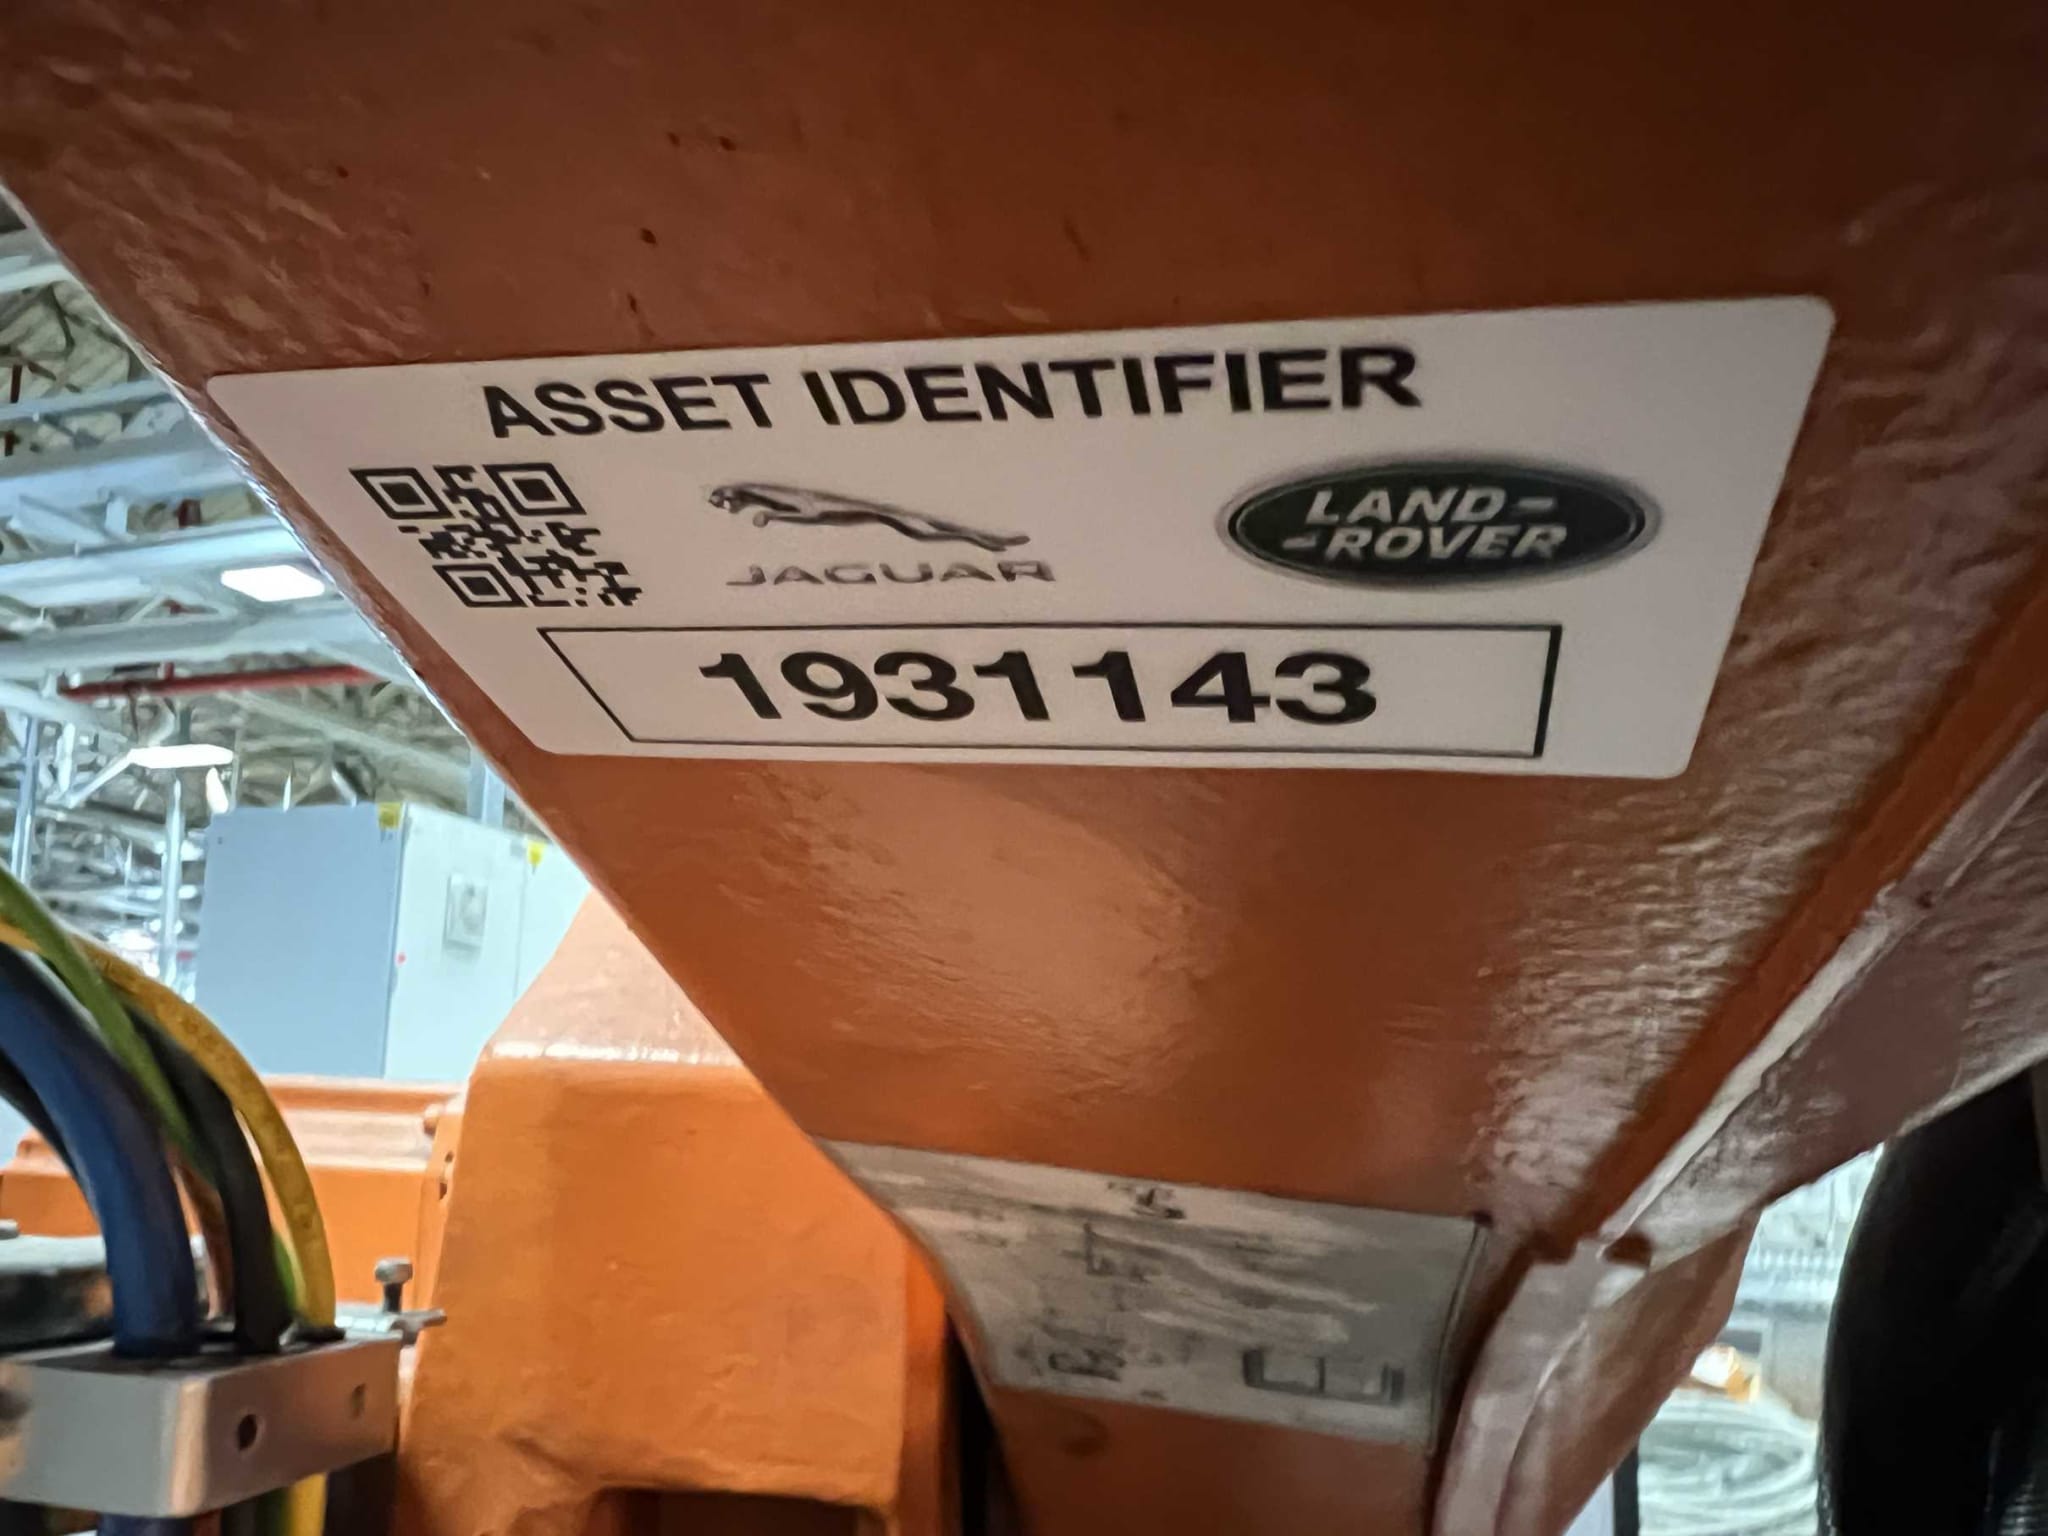 ASSET IDENTIFIER
JAGUAR
LAND-
-ROVER
1931143